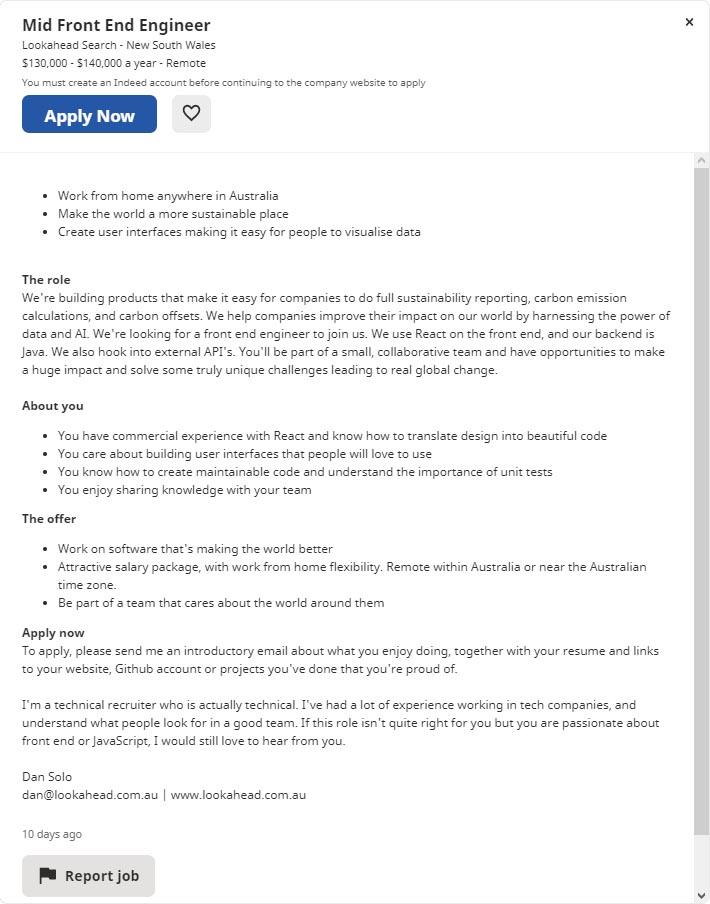 Mid Front End Engineer
Lookahead Search - New South Wales
$130,000 - $140,000 a year - Remote
You must create an Indeed account before continuing to the company website to apply
Apply Now
• Work from home anywhere in Australia
• Make the world a more sustainable place
• Create user interfaces making it easy for people to visualise data
The role
We're building products that make it easy for companies to do full sustainability reporting, carbon emission
calculations, and carbon offsets. We help companies improve their impact on our world by harnessing the power of
data and AI. We're looking for a front end engineer to join us. We use React on the front end, and our backend is
Java. We also hook into external API's. You'll be part of a small, collaborative team and have opportunities to make
a huge impact and solve some truly unique challenges leading to real global change.
About you
• You have commercial experience with React and know how to translate design into beautiful code
• You care about building user interfaces that people will love to use
• You know how to create maintainable code and understand the importance of unit tests
• You enjoy sharing knowledge with your team
The offer
• Work on software that's making the world better
• Attractive salary package, with work from home flexibility. Remote within Australia or near the Australian
time zone.
• Be part of a team that cares about the world around them
Apply now
To apply, please send me an introductory email about what you enjoy doing, together with your resume and links
to your website, Github account or projects you've done that you're proud of.
I'm a technical recruiter who is actually technical. I've had a lot of experience working in tech companies, and
understand what people look for in a good team. If this role isn't quite right for you but you are passionate about
front end or JavaScript, I would still love to hear from you.
Dan Solo
dan@lookahead.com.au | www.lookahead.com.au
10 days ago
Report job